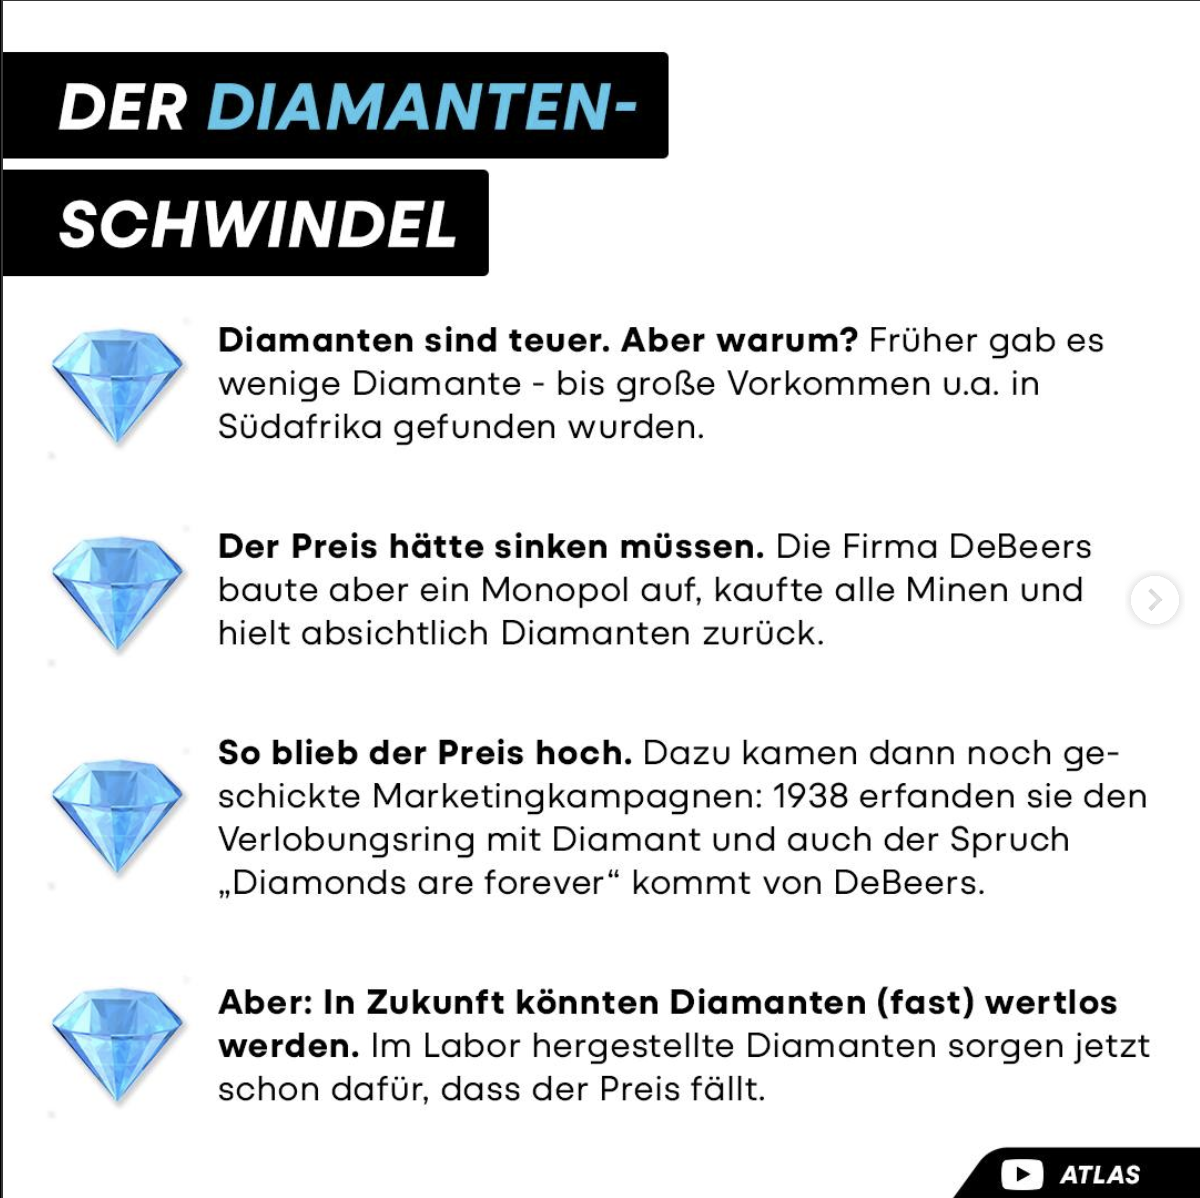 DER DIAMANTEN-
SCHWINDEL
Diamanten sind teuer. Aber warum? Früher gab es
wenige Diamante - bis große Vorkommen u.a. in
Südafrika gefunden wurden.
Der Preis hätte sinken müssen. Die Firma DeBeers
baute aber ein Monopol auf, kaufte alle Minen und
hielt absichtlich Diamanten zurück.
So blieb der Preis hoch. Dazu kamen dann noch ge-
schickte Marketingkampagnen: 1938 erfanden sie den
Verlobungsring mit Diamant und auch der Spruch
„Diamonds are forever“ kommt von DeBeers.
Aber: In Zukunft könnten Diamanten (fast) wertlos
werden. Im Labor hergestellte Diamanten sorgen jetzt
schon dafür, dass der Preis fällt.
ATLAS